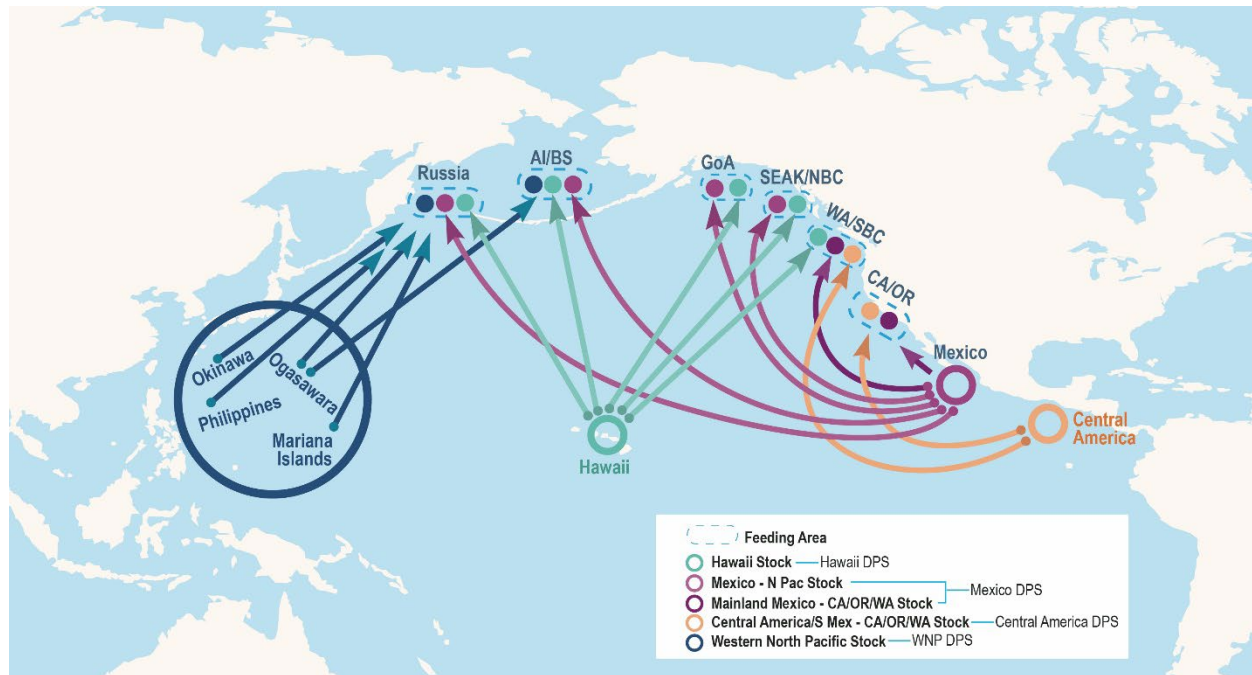 AI/BS
GoA
Russia
SEAK/NBC
WA/SBC
CA/OR
Mexico
Okinawa
Ogasawara
Philippines
Mariana
Islands
Hawaii
Central
America
Feeding Area
Hawaii Stock Hawaii DPS
Mexico - N Pac Stock
Mexico DPS
Mainland Mexico - CA/OR/WA Stock
Central America/S Mex - CA/OR/WA Stock Central America DPS
Western North Pacific Stock WNP DPS